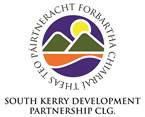 PAIRTNERACHT FORBARTHA CHIARRAI THEAS TEO
SOUTH KERRY DEVELOPMENT
PARTNERSHIP CLG.